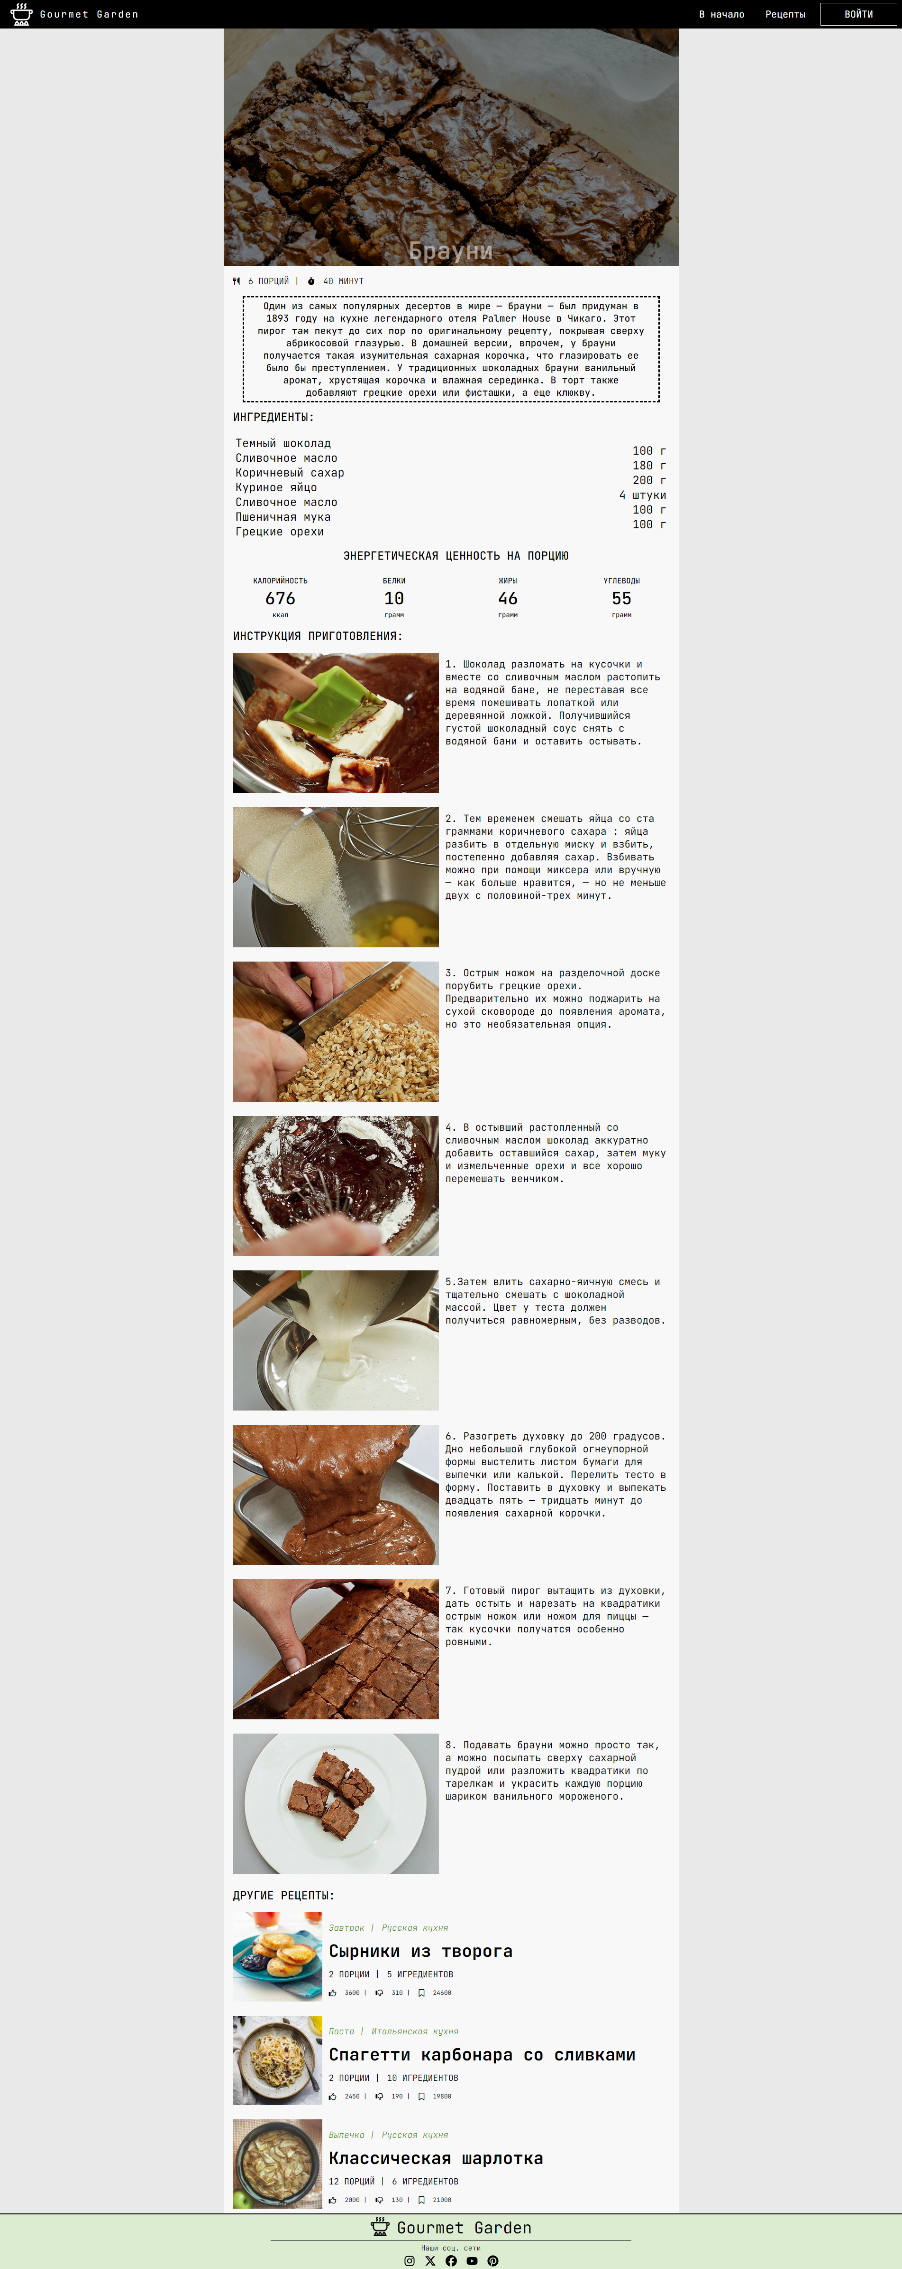 Gourmet Garden
В начало
Рецепты
ВОЙТИ
Брауни
6 ПОРЦИЙ | 40 МИНУТ
Один из самых популярных десертов в мире — брауни — был придуман в
1893 году на кухне легендарного отеля Palmer House в Чикаго. Этот
пирог там пекут до сих пор по оригинальному рецепту, покрывая сверху
абрикосовой глазурью. В домашней версии, впрочем, у брауни
получается такая изумительная сахарная корочка, что глазировать ее
было бы преступлением. У традиционных шоколадных брауни ванильный
аромат, хрустящая корочка и влажная серединка. В торт также
добавляют грецкие орехи или фисташки, а еще клюкву.
ИНГРЕДИЕНТЫ:
Темный шоколад
Сливочное масло
Коричневый сахар
Куриное яйцо
Сливочное масло
Пшеничная мука
Грецкие орехи
100 г
180 г
200 г
4 штуки
100 г
100 г
ЭНЕРГЕТИЧЕСКАЯ ЦЕННОСТЬ НА ПОРЦИЮ
КАЛОРИЙНОСТЬ
676
ккал
БЕЛКИ
10
грамм
ЖИРЫ
46
грамм
УГЛЕВОДЫ
55
грамм
ИНСТРУКЦИЯ ПРИГОТОВЛЕНИЯ:
1. Шоколад разломать на кусочки и
вместе со сливочным маслом растопить
на водяной бане, не переставая все
время помешивать лопаткой или
деревянной ложкой. Получившийся
густой шоколадный соус снять с
водяной бани и оставить остывать.
2. Тем временем смешать яйца со ста
граммами коричневого сахара : яйца
разбить в отдельную миску и взбить,
постепенно добавляя сахар. Взбивать
можно при помощи миксера или вручную
— как больше нравится, — но не меньше
двух с половиной-трех минут.
3. Острым ножом на разделочной доске
порубить грецкие орехи.
Предварительно их можно поджарить на
сухой сковороде до появления аромата,
но это необязательная опция.
4. В остывший растопленный со
сливочным маслом шоколад аккуратно
добавить оставшийся сахар, затем муку
и измельченные орехи и все хорошо
перемешать венчиком.
5.Затем влить сахарно-яичную смесь и
тщательно смешать с шоколадной
массой. Цвет у теста должен
получиться равномерным, без разводов.
6. Разогреть духовку до 200 градусов.
Дно небольшой глубокой огнеупорной
формы выстелить листом бумаги для
выпечки или калькой. Перелить тесто в
форму. Поставить в духовку и выпекать
двадцать пять — тридцать минут до
появления сахарной корочки.
7. Готовый пирог вытащить из духовки,
дать остыть и нарезать на квадратики
острым ножом или ножом для пиццы —
так кусочки получатся особенно
ровными.
8. Подавать брауни можно просто так,
а можно посыпать сверху сахарной
пудрой или разложить квадратики по
тарелкам и украсить каждую порцию
шариком ванильного мороженого.
ДРУГИЕ РЕЦЕПТЫ:
Завтрак | Русская кухня
Сырники из творога
2 ПОРЦИИ | 5 ИГРЕДИЕНТОВ
3600 | 310 | 24600
Паста | Итальянская кухня
Спагетти карбонара со сливками
2 ПОРЦИИ | 10 ИГРЕДИЕНТОВ
2450 | 190 | 19800
Выпечка | Русская кухня
Классическая шарлотка
12 ПОРЦИЙ | 6 ИГРЕДИЕНТОВ
2000 | 130 | 21000
Gourmet Garden
Наши соц. сети